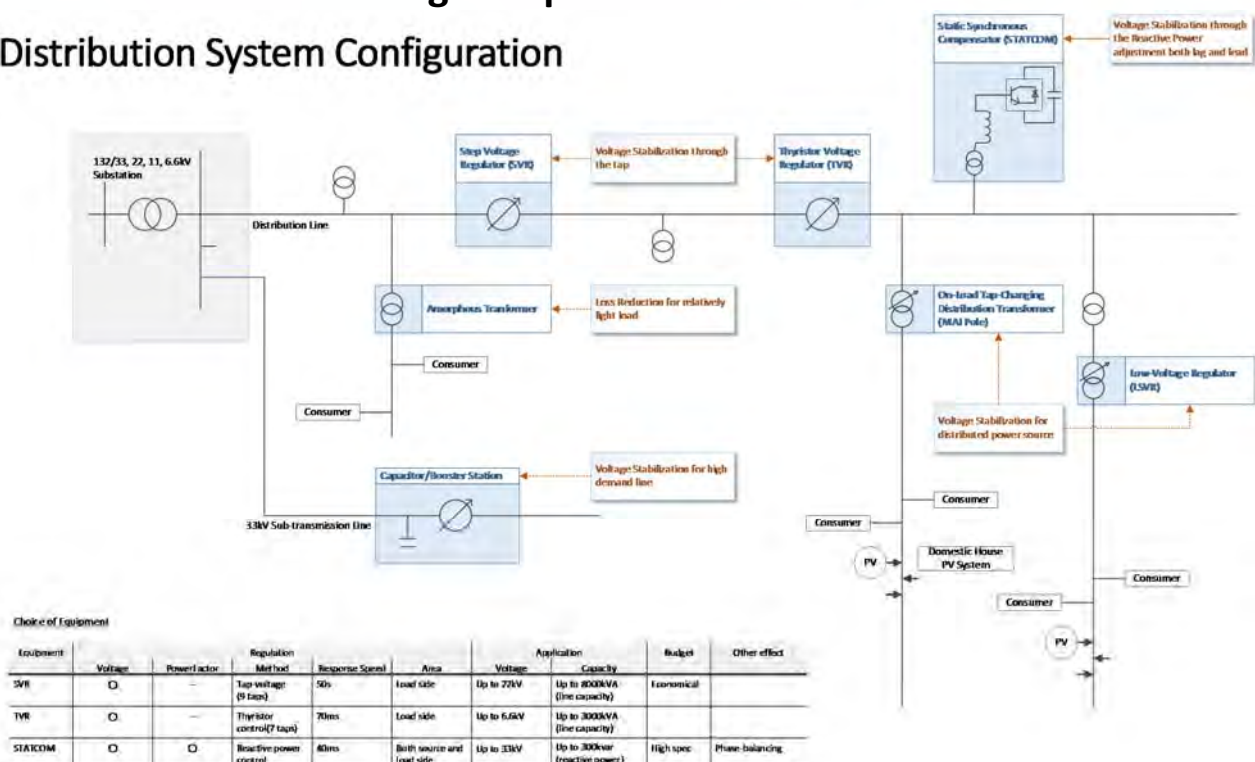 Distribution System Configuration
Static Synchronous
Compensator (STATCOM)
Voltage Stabilization through
the Reactive Power
adjustment both lag and lead
132/33, 22, 11, 6.6kV
Substation
Step Voltage
Regulator (SVR)
Voltage Stabilization through
the tap
Thyristor Voltage
Regulator (TVR)
Distribution Line
Amorphous Tranformer
Loss Reduction for relatively
light load
On-load Tap-Changing
Distribution Transformer
(MAI Pole)
Consumer
Consumer
Low-Voltage Regulator
(LSVR)
Voltage Stabilization for
distributed power source
Capacitor/Booster Station
Voltage Stabilization for high
demand line
33kV Sub-transmission Line
Consumer
Consumer
PV
Domestic House
PV System
Consumer
Consumer
PV
Choice of Equipment
Equipment Regulation Application Budget Other effect
Voltage Power Factor Method Response Speed Area Voltage Capacity
SVR O – Tap voltage (9 taps) 50s Load side Up to 22kV Up to 8000kVA (line capacity) Economical
TVR O – Thyristor control(7 taps) 70ms Load side Up to 6.6kV Up to 3000kVA (line capacity)
STATCOM O O Reactive power control 40ms Both source and load side Up to 33kV Up to 300kvar (reactive power) High spec Phase-balancing